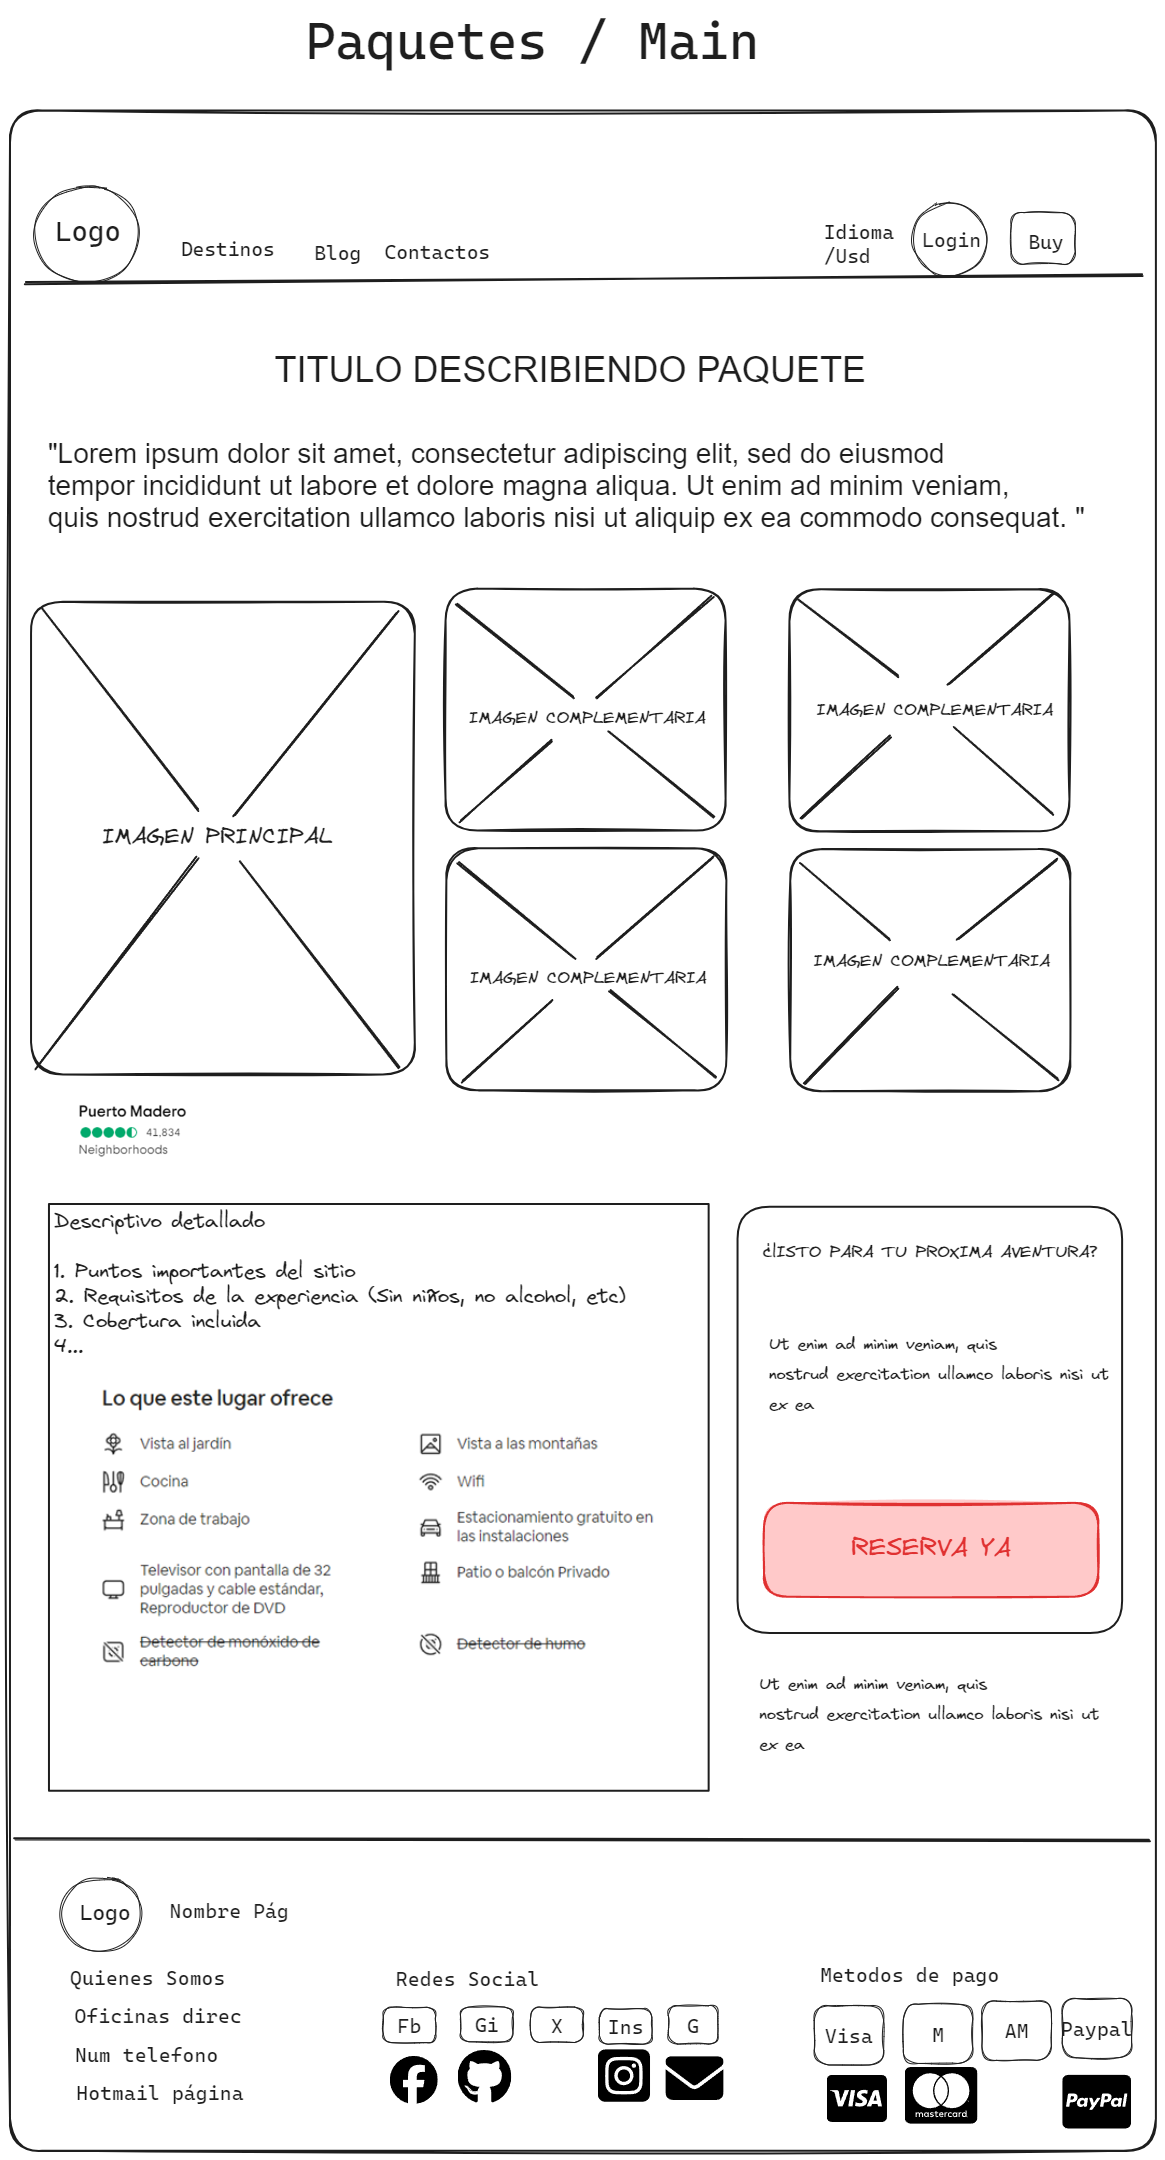 Paquetes / Main
Logo
Destinos
Blog
Contactos
Idioma
/Usd
Login
Buy
TITULO DESCRIBIENDO PAQUETE
"Lorem ipsum dolor sit amet, consectetur adipiscing elit, sed do eiusmod
tempor incididunt ut labore et dolore magna aliqua. Ut enim ad minim veniam,
quis nostrud exercitation ullamco laboris nisi ut aliquip ex ea commodo consequat. "
IMAGEN PRINCIPAL
IMAGEN COMPLEMENTARIA
IMAGEN COMPLEMENTARIA
IMAGEN COMPLEMENTARIA
IMAGEN COMPLEMENTARIA
Puerto Madero
41,834
Neighborhoods
Descriptivo detallado
1. Puntos importantes del sitio
2. Requisitos de la experiencia (Sin niños, no alcohol, etc)
3. Cobertura incluida
4...
Lo que este lugar ofrece
Vista al jardín
Vista a las montañas
Cocina
Wifi
Zona de trabajo
Estacionamiento gratuito en
las instalaciones
Televisor con pantalla de 32
pulgadas y cable estándar,
Reproductor de DVD
Patio o balcón Privado
Detector de monóxido de
carbono
Detector de humo
¿lISTO PARA TU PROXIMA AVENTURA?
Ut enim ad minim veniam, quis
nostrud exercitation ullamco laboris nisi ut
ex ea
RESERVA YA
Ut enim ad minim veniam, quis
nostrud exercitation ullamco laboris nisi ut
ex ea
Logo
Nombre Pág
Quienes Somos
Oficinas direc
Num telefono
Hotmail página
Redes Social
Fb
Gi
X
Ins
G
Metodos de pago
Visa
M
AM
Paypal
VISA
mastercard
PayPal